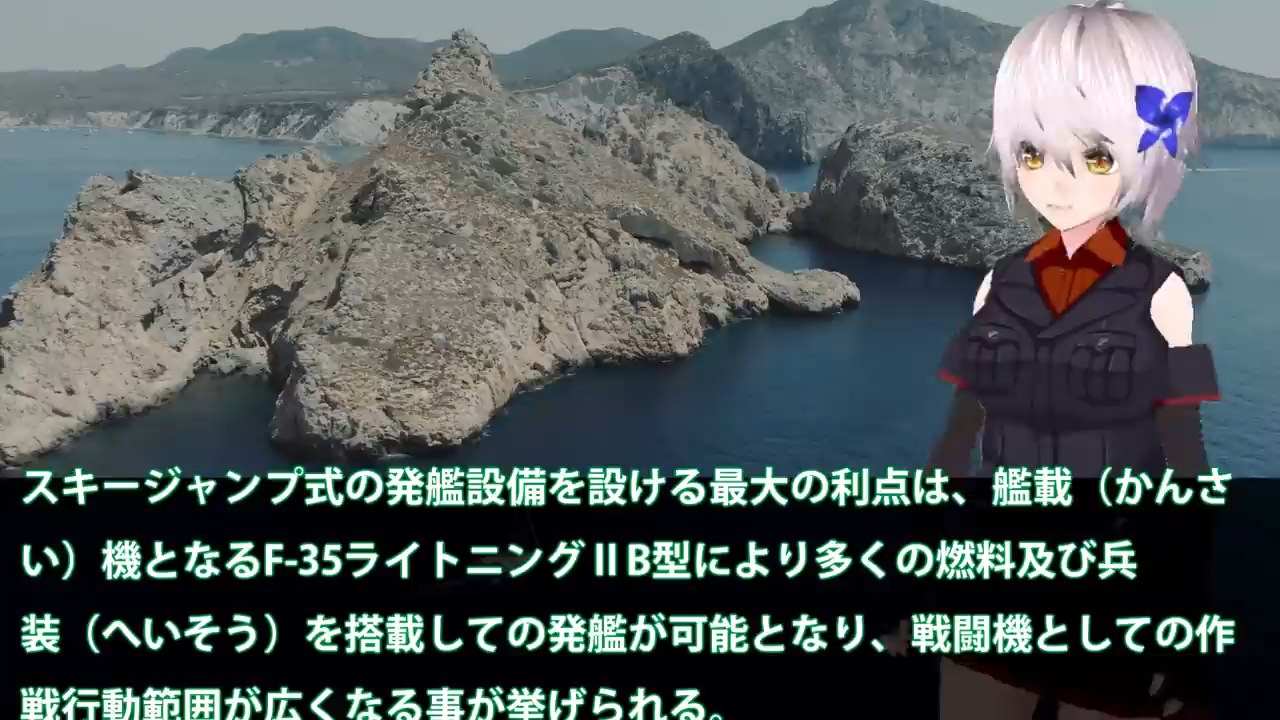 スキージャンプ式の発艦設備を設ける最大の利点は、艦載（かんさ
い）機となるF-35ライトニングⅡB型により多くの燃料及び兵
装（へいそう）を搭載しての発艦が可能となり、戦闘機としての作
戦行動範囲が広くなる事が挙げられる。